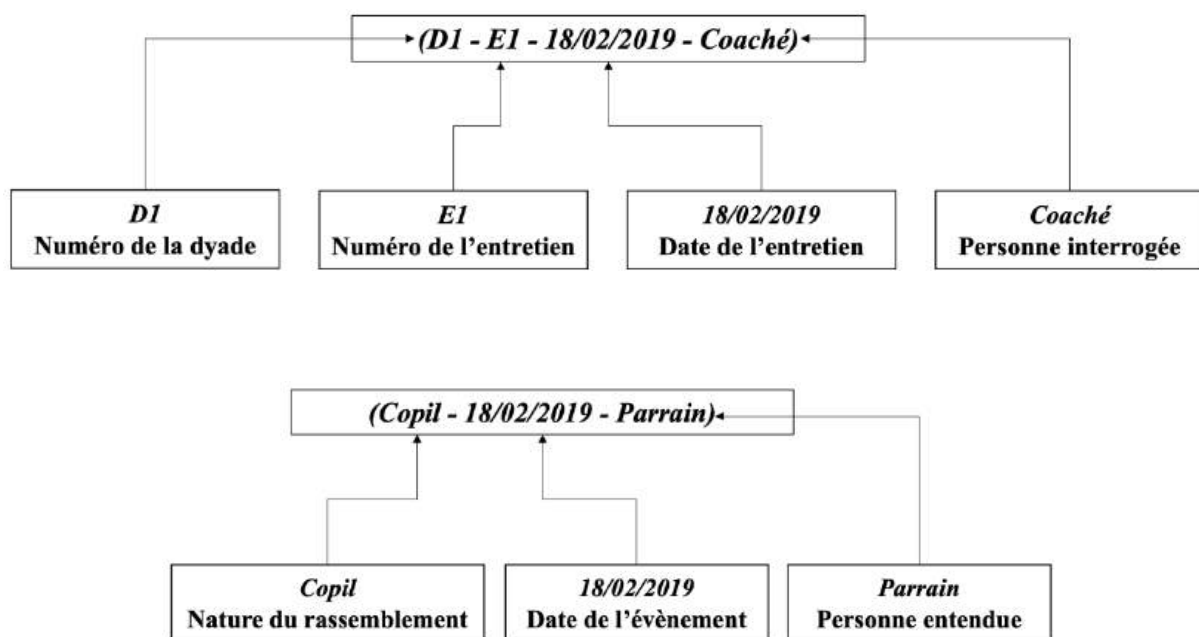 (D1 - E1 - 18/02/2019 - Coaché)
D1
Numéro de la dyade
E1
Numéro de l'entretien
18/02/2019
Date de l'entretien
Coaché
Personne interrogée
(Copil - 18/02/2019 - Parrain)
Copil
Nature du rassemblement
18/02/2019
Date de l'évènement
Parrain
Personne entendue